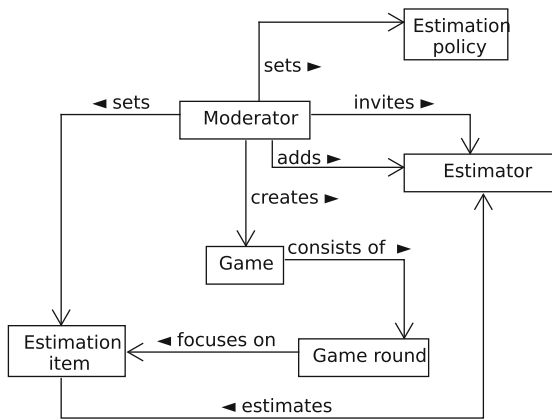 Estimation
policy
sets ►
◄ sets
invites ►
Moderator
adds ►
Estimator
creates ►
consists of ►
Game
Estimation
item
◄ focuses on
Game round
◄ estimates